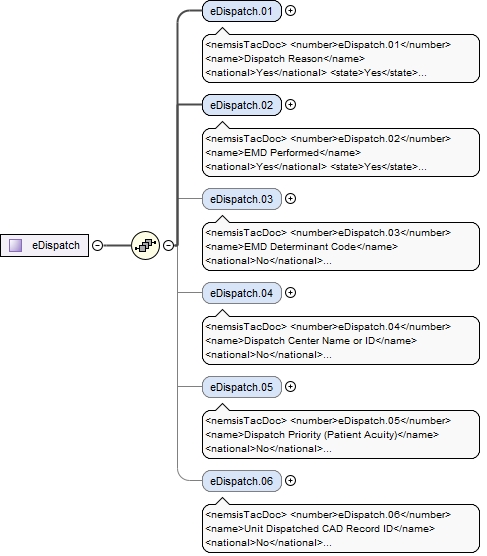 eDispatch.01
<nemsisTacDoc> <number>eDispatch.01</number>
<name>Dispatch Reason</name>
<national>Yes</national> <state>Yes</state>...
eDispatch.02
<nemsisTacDoc> <number>eDispatch.02</number>
<name>EMD Performed</name>
<national>Yes</national> <state>Yes</state>...
eDispatch.03
<nemsisTacDoc> <number>eDispatch.03</number>
<name>EMD Determinant Code</name>
<national>No</national>...
eDispatch
eDispatch.04
<nemsisTacDoc> <number>eDispatch.04</number>
<name>Dispatch Center Name or ID</name>
<national>No</national>...
eDispatch.05
<nemsisTacDoc> <number>eDispatch.05</number>
<name>Dispatch Priority (Patient Acuity)</name>
<national>No</national>...
eDispatch.06
<nemsisTacDoc> <number>eDispatch.06</number>
<name>Unit Dispatched CAD Record ID</name>
<national>No</national>...